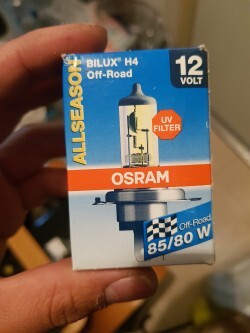 ALLSEASON
BILUX® H4
Off-Road
12
VOLT
UV
FILTER
OSRAM
Off-Road
85/80 W